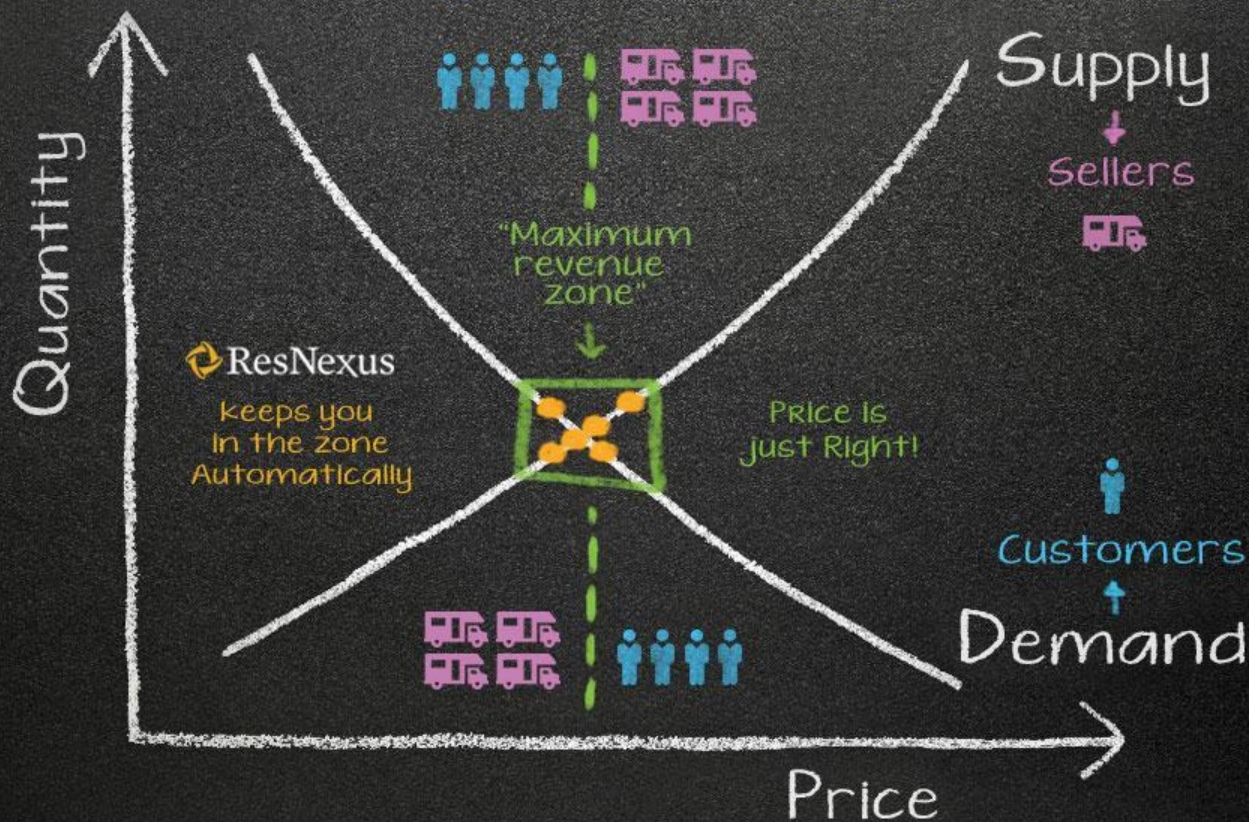 Quantity
Supply
Sellers
"Maximum
revenue
zone"
ResNexus
keeps you
in the zone
Automatically
Price is
just Right!
Customers
Demand
Price